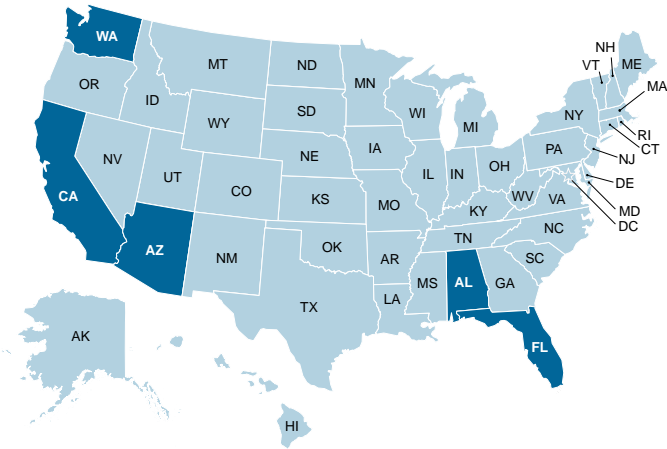 WA
OR
CA
NV
ID
MT
WY
UT
AZ
CO
NM
ND
SD
NE
KS
OK
TX
MN
IA
MO
AR
LA
WI
IL
MS
MI
IN
KY
TN
AL
OH
WV
GA
FL
SC
NC
VA
PA
NY
VT
NH
ME
MA
RI
CT
NJ
DE
MD
DC
AK
HI